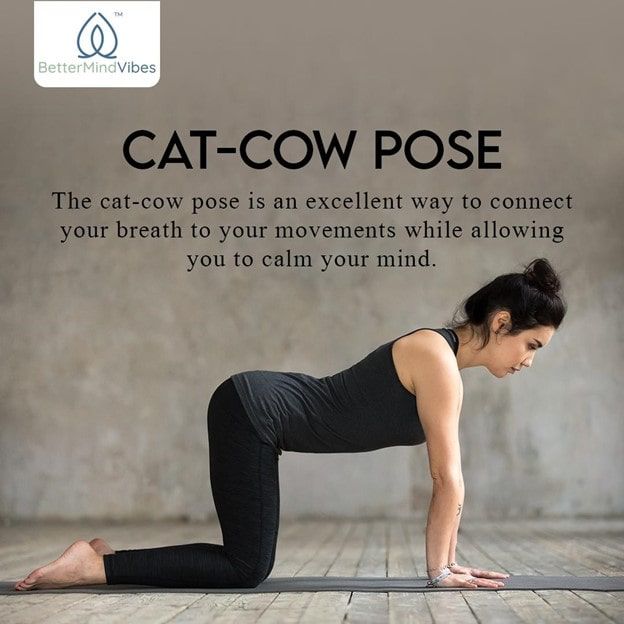 TM
BetterMindVibes
CAT-COW POSE
The cat-cow pose is an excellent way to connect
your breath to your movements while allowing
you to calm your mind.